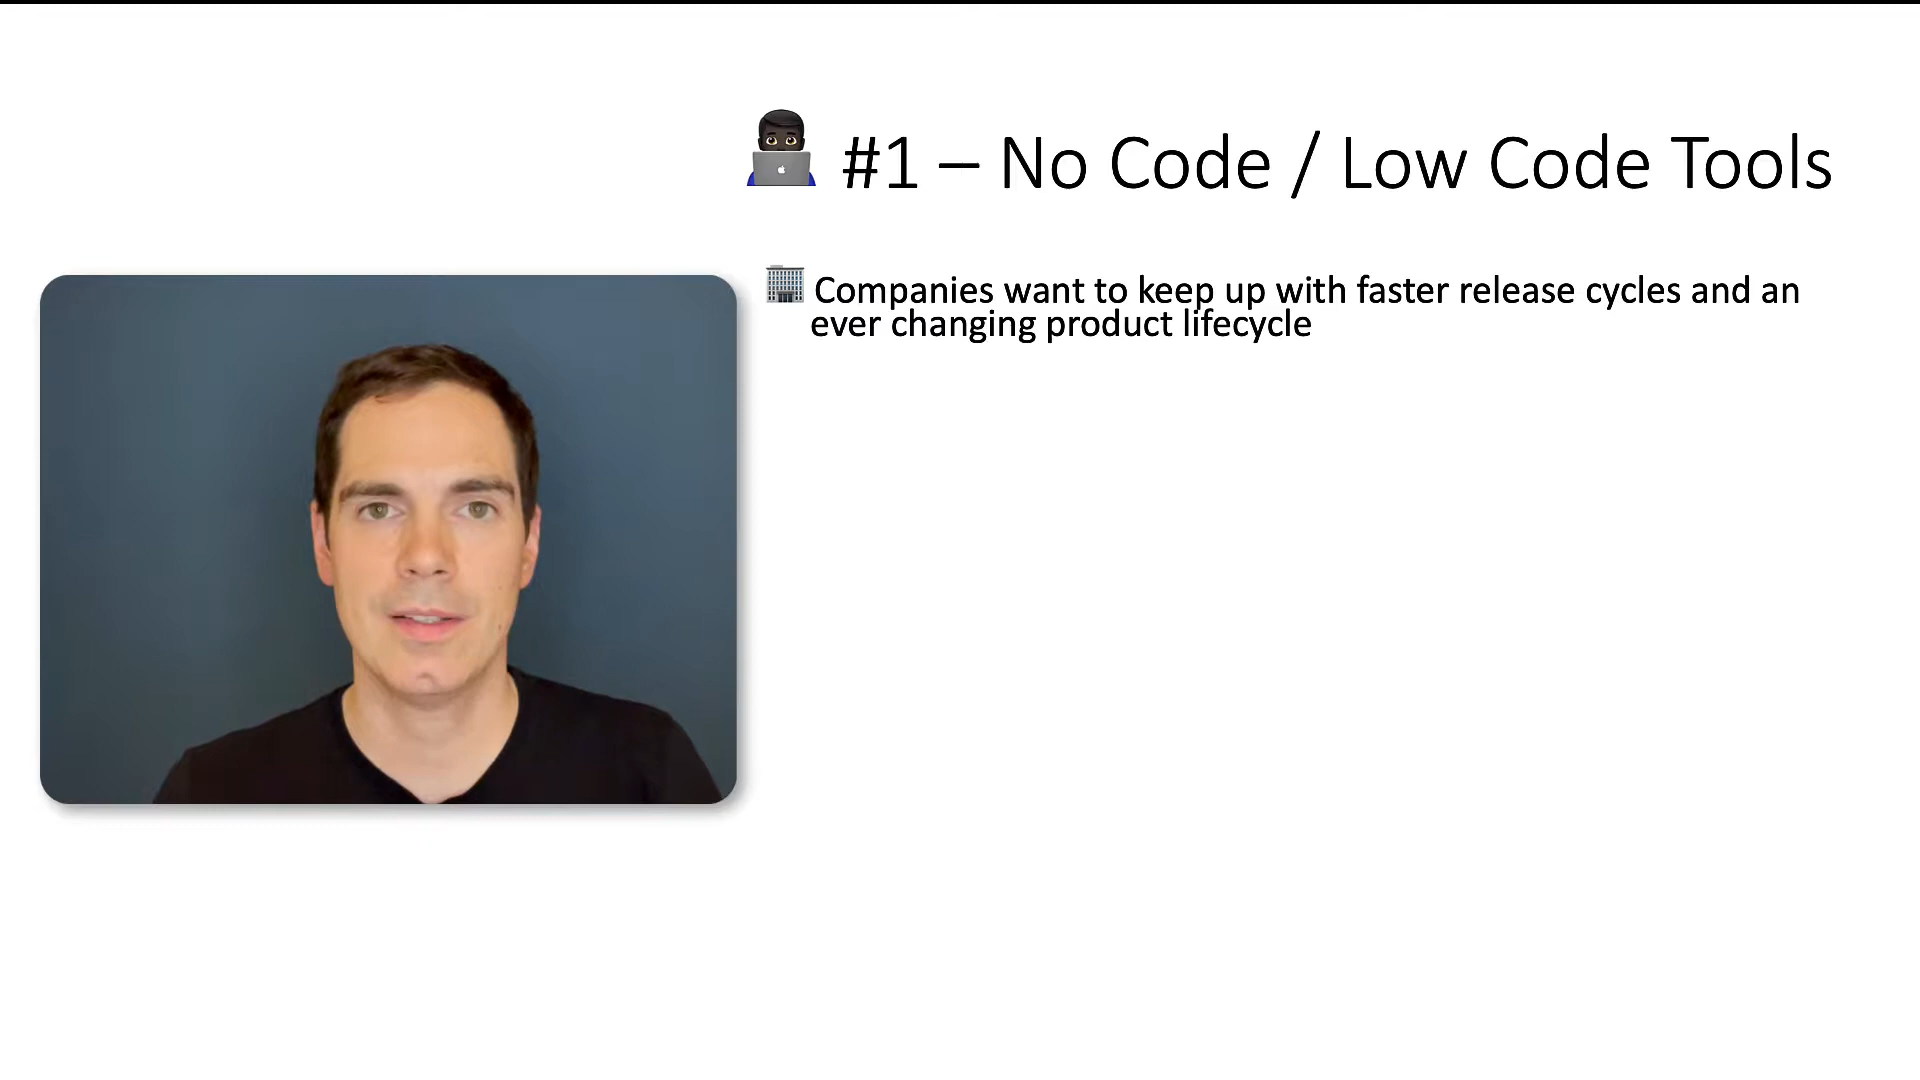 #1 – No Code / Low Code Tools
Companies want to keep up with faster release cycles and an
ever changing product lifecycle